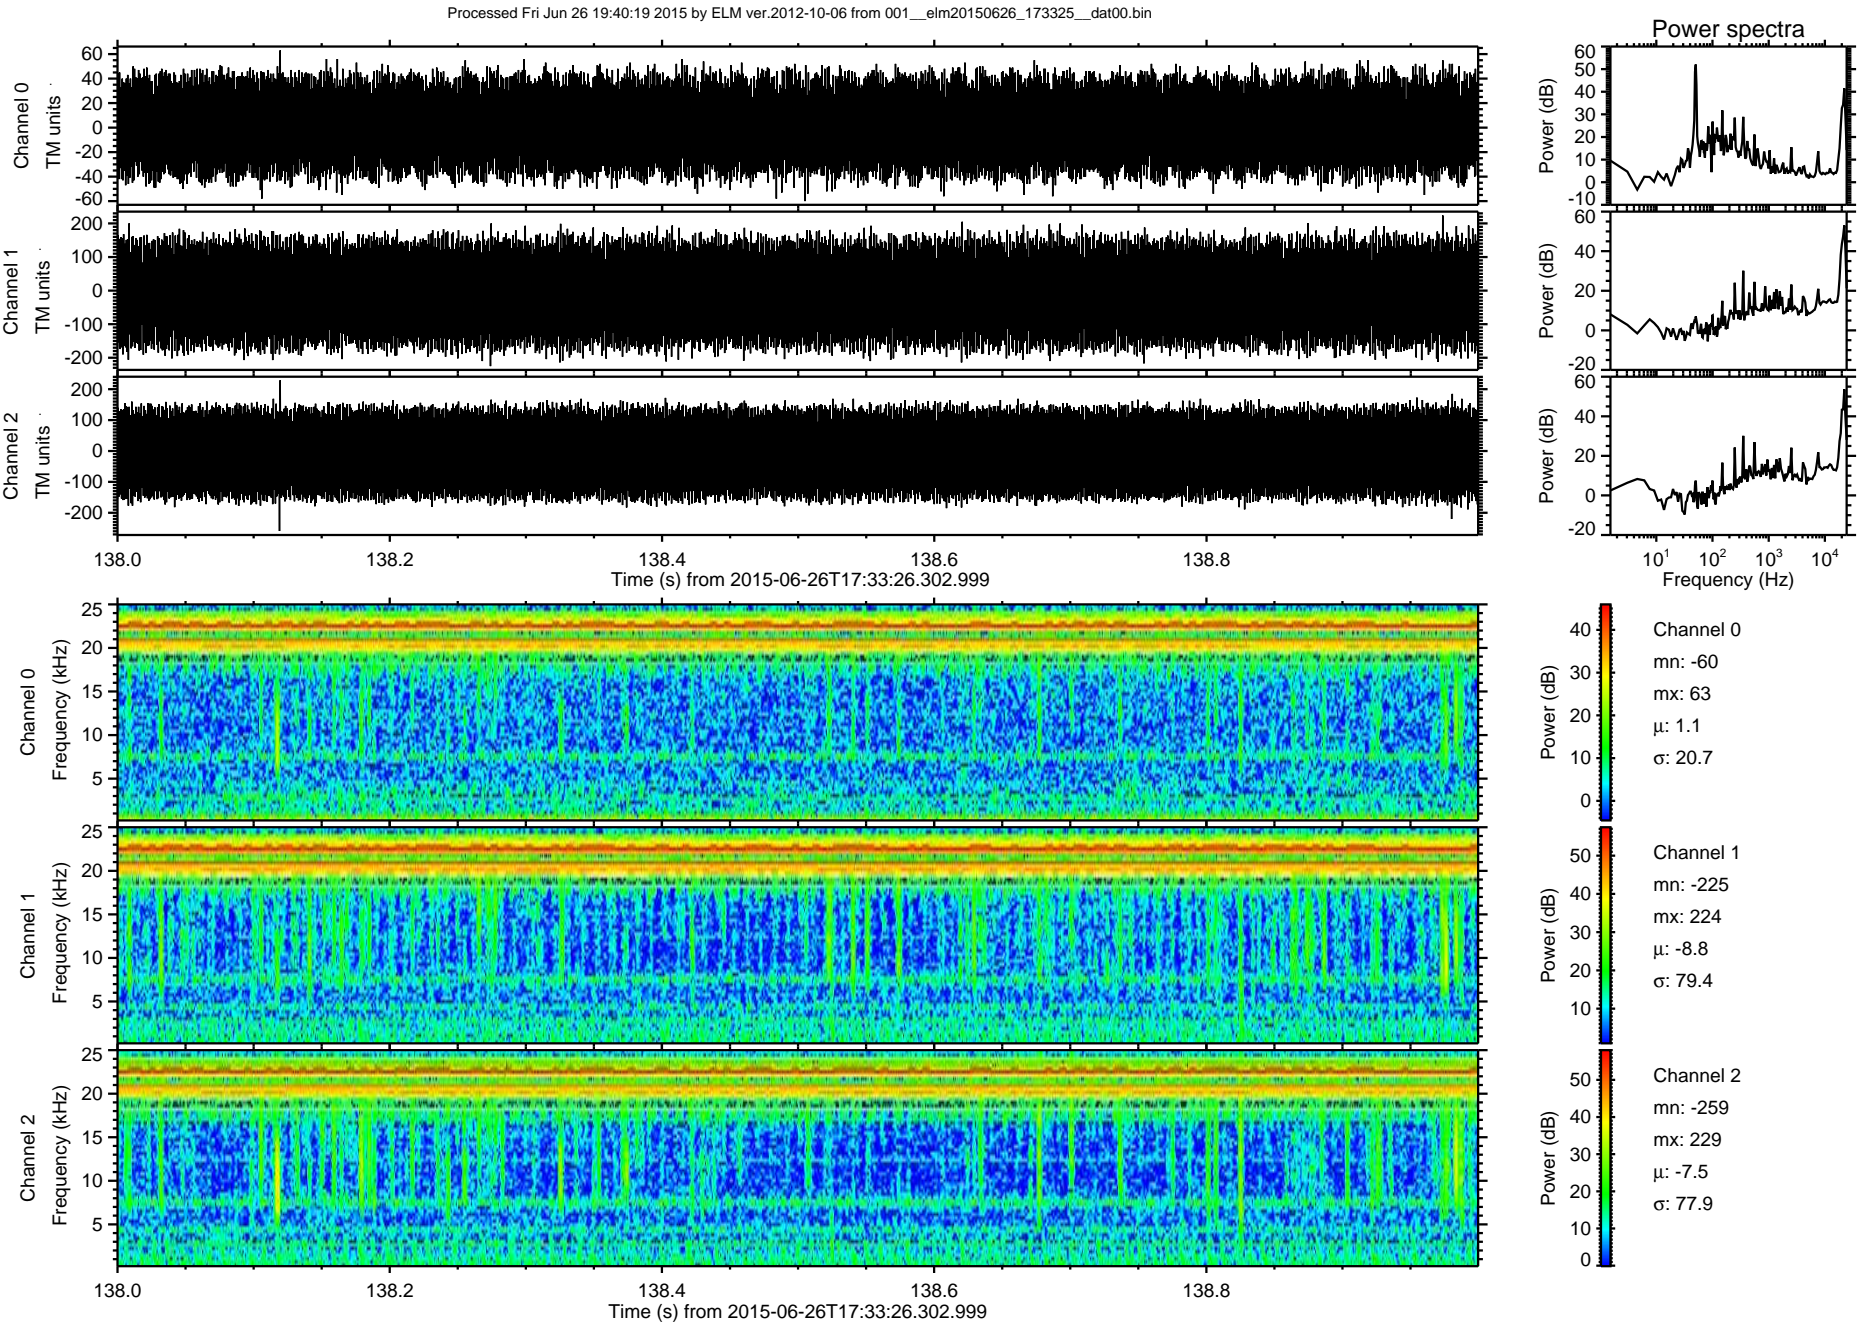 Processed Fri Jun 26 19:40:19 2015 by ELM ver.2012-10-06 from 001__elm20150626_173325__dat00.bin
Power spectra
Channel 0
TM units
60
40
20
0
-20
-40
-60
Power (dB)
60
50
40
30
20
10
0
-10
Channel 1
TM units
200
100
0
-100
-200
Power (dB)
60
40
20
0
-20
Channel 2
TM units
200
100
0
-100
-200
Power (dB)
60
40
20
0
-20
138.0 138.2 138.4 138.6 138.8
Time (s) from 2015-06-26T17:33:26.302.999
10^1 10^2 10^3 10^4
Frequency (Hz)
Channel 0
Frequency (kHz)
25
20
15
10
5
Power (dB)
40
30
20
10
0
Channel 0
mn: -60
mx: 63
μ: 1.1
σ: 20.7
Channel 1
Frequency (kHz)
25
20
15
10
5
Power (dB)
50
40
30
20
10
Channel 1
mn: -225
mx: 224
μ: -8.8
σ: 79.4
Channel 2
Frequency (kHz)
25
20
15
10
5
Power (dB)
50
40
30
20
10
0
Channel 2
mn: -259
mx: 229
μ: -7.5
σ: 77.9
138.0 138.2 138.4 138.6 138.8
Time (s) from 2015-06-26T17:33:26.302.999